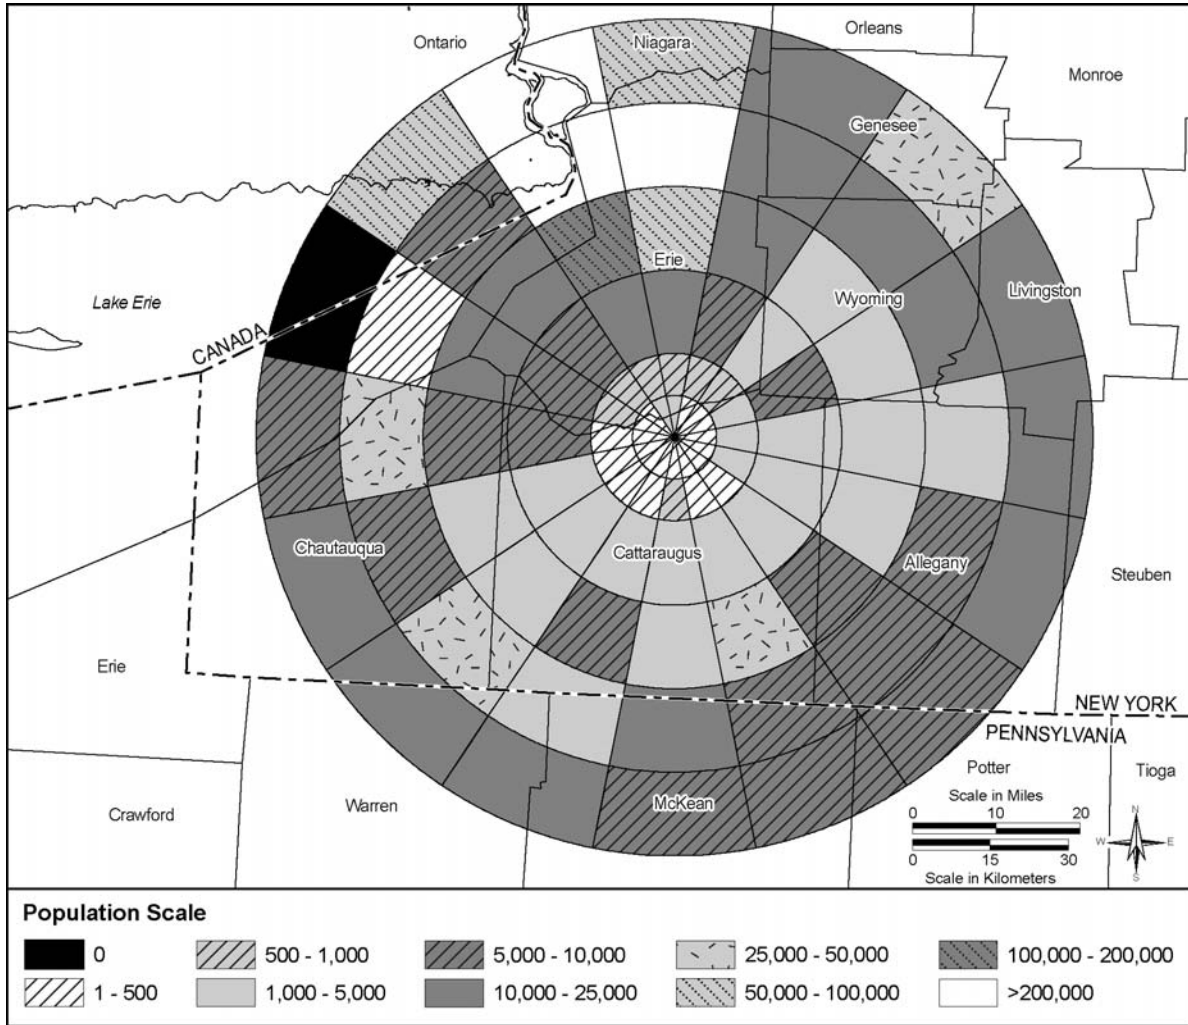 Ontario
Niagara
Orleans
Monroe
Genesee
Erie
Wyoming
Livingston
Lake Erie
CANADA
Chautauqua
Cattaraugus
Allegany
Steuben
Erie
NEW YORK
PENNSYLVANIA
Potter
Tioga
Crawford
Warren
McKean
Scale in Miles
0 10 20
0 15 30
Scale in Kilometers
N
W E
S
Population Scale
0 500 - 1,000 5,000 - 10,000 25,000 - 50,000 100,000 - 200,000
1 - 500 1,000 - 5,000 10,000 - 25,000 50,000 - 100,000 >200,000